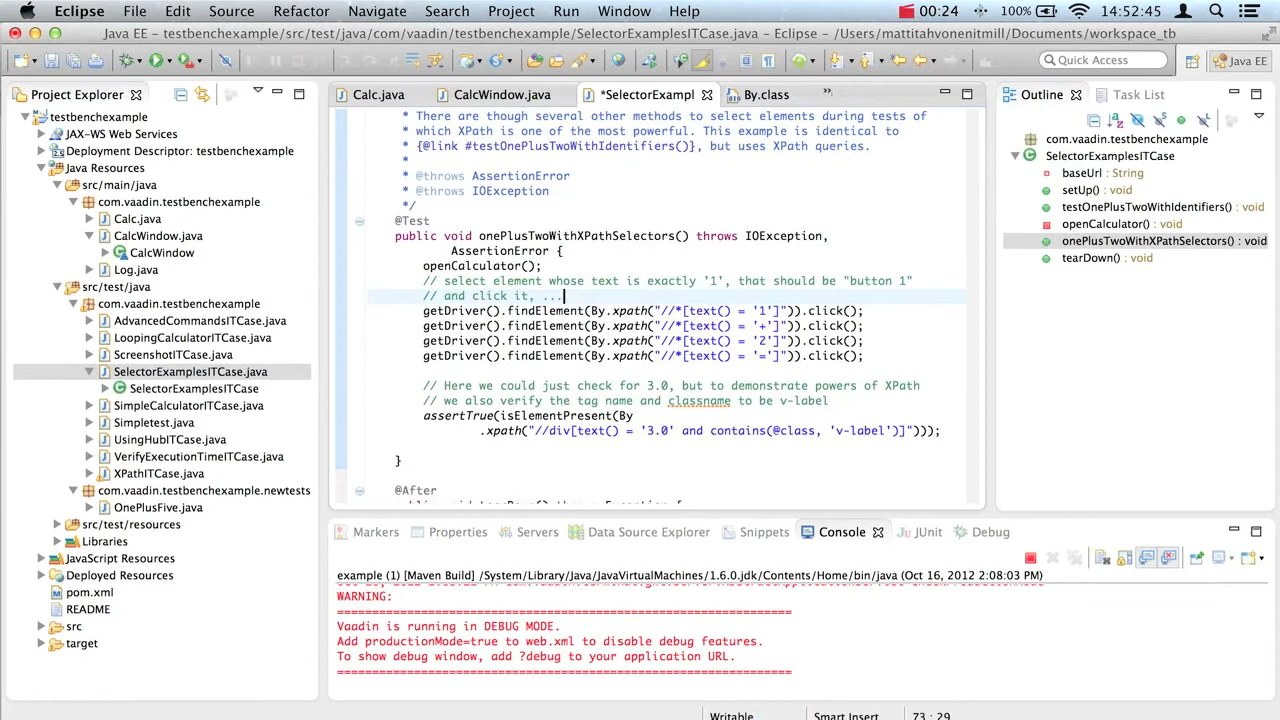 Eclipse File Edit Source Refactor Navigate Search Project Run Window Help 00:24 100% 14:52:45
Java EE – testbenchexample/src/test/java/com/vaadin/testbenchexample/SelectorExamplesITCase.java – Eclipse – /Users/mattitahvonenitmill/Documents/workspace_tb
Quick Access Java EE
Project Explorer
testbenchexample
JAX-WS Web Services
Deployment Descriptor: testbenchexample
Java Resources
src/main/java
com.vaadin.testbenchexample
Calc.java
CalcWindow.java
CalcWindow
Log.java
src/test/java
com.vaadin.testbenchexample
AdvancedCommandsITCase.java
LoopingCalculatorITCase.java
ScreenshotITCase.java
SelectorExamplesITCase.java
SelectorExamplesITCase
SimpleCalculatorITCase.java
Simpletest.java
UsingHubITCase.java
VerifyExecutionTimeITCase.java
XPathITCase.java
com.vaadin.testbenchexample.newtests
OnePlusFive.java
src/test/resources
Libraries
JavaScript Resources
Deployed Resources
pom.xml
README
src
target
Calc.java CalcWindow.java *SelectorExampl By.class
* There are though several other methods to select elements during tests of
* which XPath is one of the most powerful. This example is identical to
* {@link #testOnePlusTwoWithIdentifiers()}, but uses XPath queries.
*
* @throws AssertionError
* @throws IOException
*/
@Test
public void onePlusTwoWithXPathSelectors() throws IOException,
AssertionError {
openCalculator();
// select element whose text is exactly '1', that should be "button 1"
// and click it, ...
getDriver().findElement(By.xpath("//*[text() = '1']")).click();
getDriver().findElement(By.xpath("//*[text() = '+']")).click();
getDriver().findElement(By.xpath("//*[text() = '2']")).click();
getDriver().findElement(By.xpath("//*[text() = '=']")).click();
// Here we could just check for 3.0, but to demonstrate powers of XPath
// we also verify the tag name and classname to be v-label
assertTrue(isElementPresent(By
.xpath("//div[text() = '3.0' and contains(@class, 'v-label')]")));
}
@After
Outline Task List
com.vaadin.testbenchexample
SelectorExamplesITCase
baseUrl : String
setUp() : void
testOnePlusTwoWithIdentifiers() : void
openCalculator() : void
onePlusTwoWithXPathSelectors() : void
tearDown() : void
Markers Properties Servers Data Source Explorer Snippets Console JUnit Debug
example (1) [Maven Build] /System/Library/Java/JavaVirtualMachines/1.6.0.jdk/Contents/Home/bin/java (Oct 16, 2012 2:08:03 PM)
WARNING:
=================================================================
Vaadin is running in DEBUG MODE.
Add productionMode=true to web.xml to disable debug features.
To show debug window, add ?debug to your application URL.
=================================================================
Writable Smart Insert 73 : 29